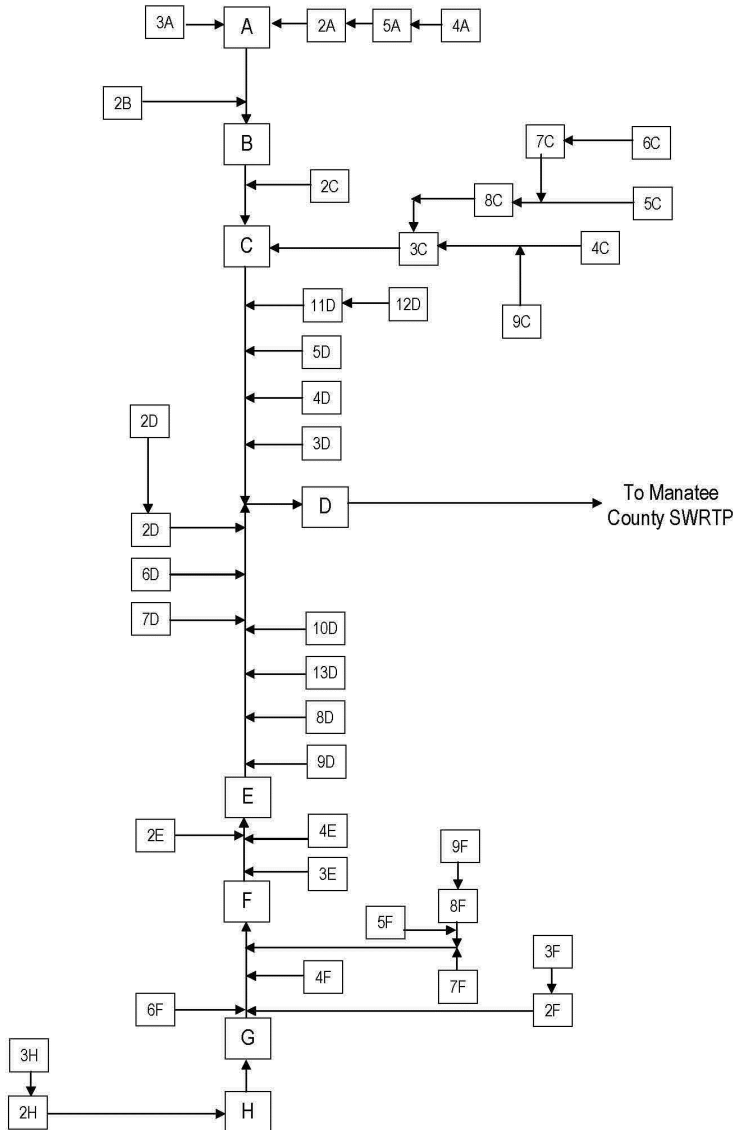 3A
A
2A
5A
4A
2B
B
7C
6C
2C
8C
5C
C
3C
4C
11D
12D
9C
5D
4D
2D
3D
D
To Manatee
County SWRTP
2D
6D
7D
10D
13D
8D
9D
E
2E
4E
9F
3E
F
8F
5F
3F
4F
7F
6F
2F
G
3H
2H
H